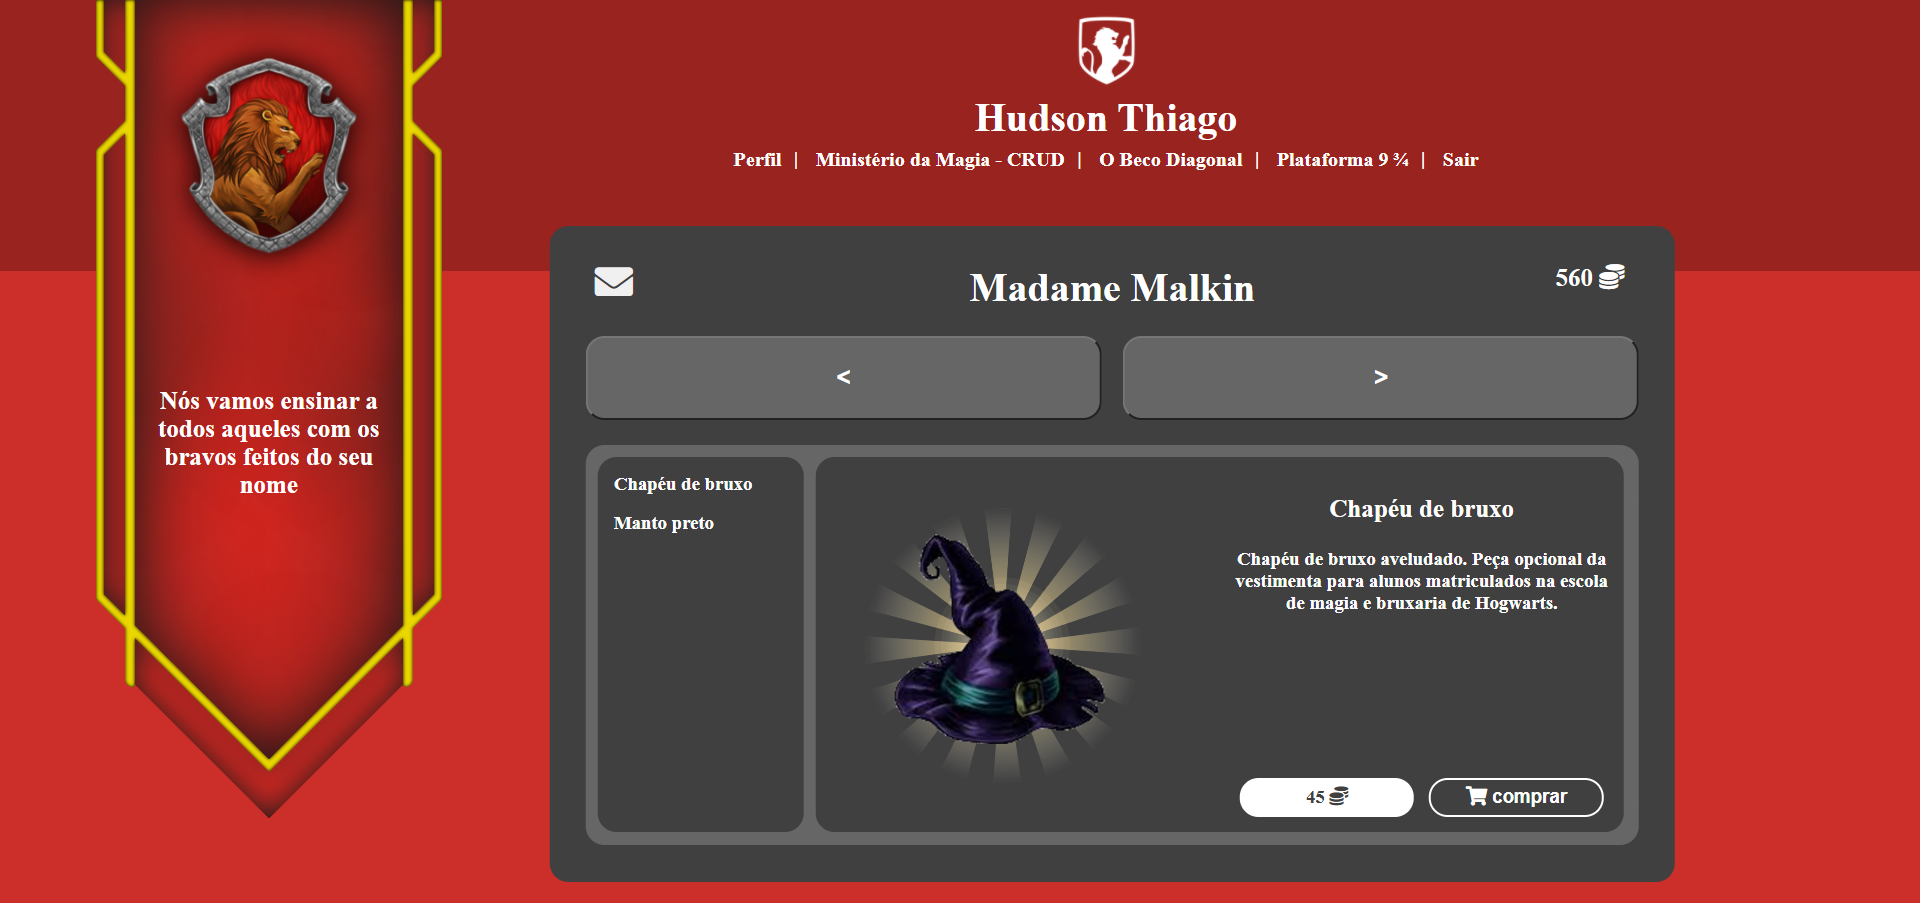 Hudson Thiago
Perfil | Ministério da Magia - CRUD | O Beco Diagonal | Plataforma 9 ¾ | Sair
Nós vamos ensinar a
todos aqueles com os
bravos feitos do seu
nome
Madame Malkin
560
<
>
Chapéu de bruxo
Manto preto
Chapéu de bruxo
Chapéu de bruxo aveludado. Peça opcional da
vestimenta para alunos matriculados na escola
de magia e bruxaria de Hogwarts.
45
comprar